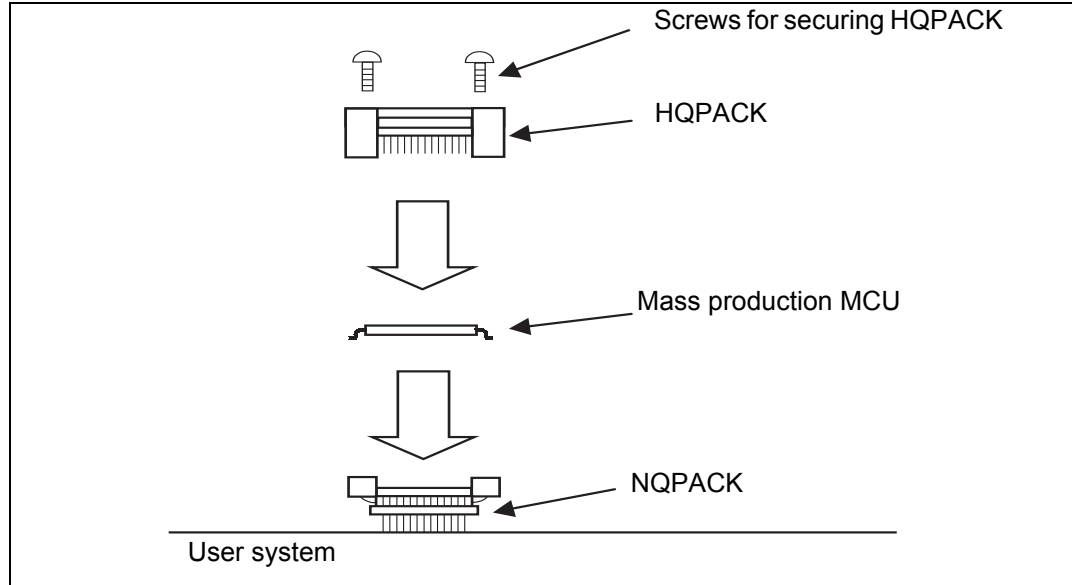 Screws for securing HQPACK
HQPACK
Mass production MCU
NQPACK
User system